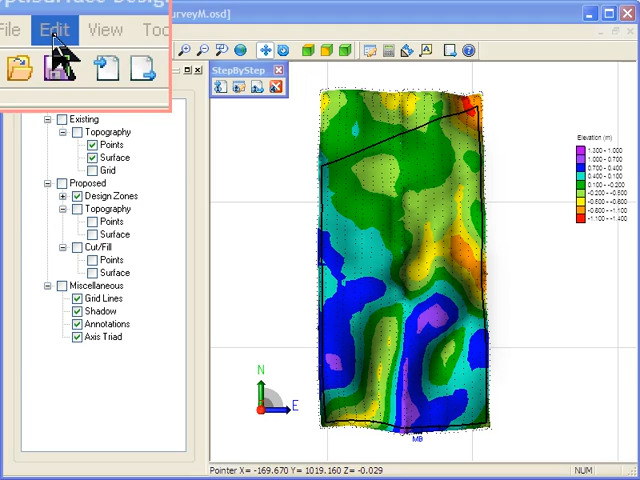 OptiSurface Design
urveyM.osd]
File Edit View Too
StepByStep
Existing
Topography
Points
Surface
Grid
Proposed
Design Zones
Topography
Points
Surface
Cut/Fill
Points
Surface
Miscellaneous
Grid Lines
Shadow
Annotations
Axis Triad
Elevation (m)
1.300 - 1.000
1.000 - 0.700
0.700 - 0.400
0.400 - 0.100
0.100 - -0.200
-0.200 - -0.500
-0.500 - -0.800
-0.800 - -1.100
-1.100 - -1.400
N
E
MB
Pointer X= -169.670 Y= 1019.160 Z= -0.029
NUM